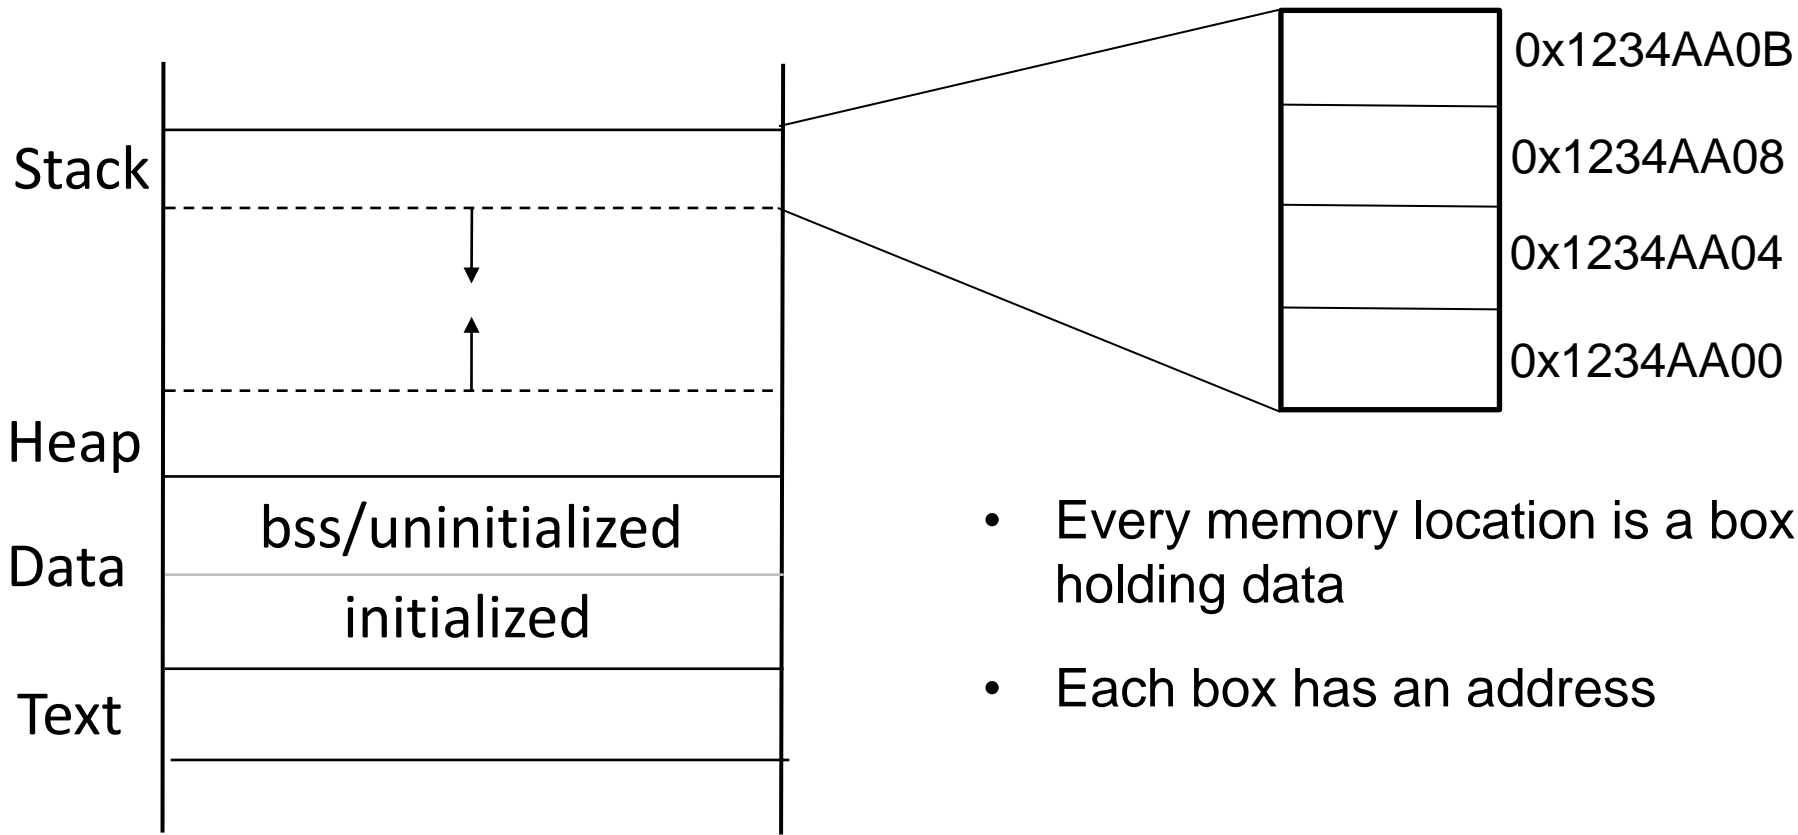 Stack
Heap
Data
Text
bss/uninitialized
initialized
0x1234AA0B
0x1234AA08
0x1234AA04
0x1234AA00
• Every memory location is a box
holding data
• Each box has an address